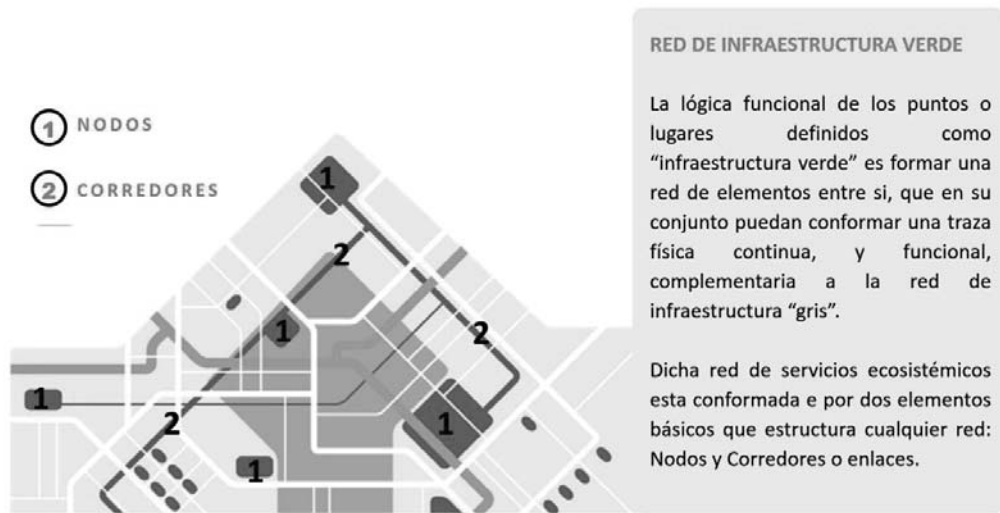 1 NODOS
2 CORREDORES
1
2
1
2
1
2
1
1
RED DE INFRAESTRUCTURA VERDE
La lógica funcional de los puntos o
lugares definidos como
“infraestructura verde” es formar una
red de elementos entre si, que en su
conjunto puedan conformar una traza
física continua, y funcional,
complementaria a la red de
infraestructura “gris”.
Dicha red de servicios ecosistémicos
esta conformada e por dos elementos
básicos que estructura cualquier red:
Nodos y Corredores o enlaces.